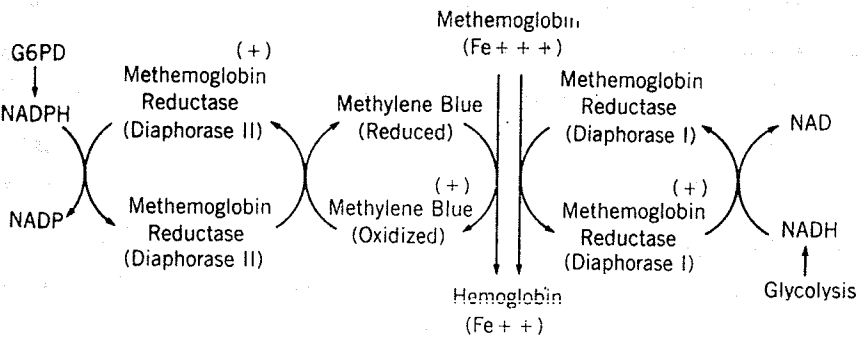 Methemoglobin
(Fe + + +)
G6PD
NADPH
NADP
(+)
Methemoglobin
Reductase
(Diaphorase II)
Methemoglobin
Reductase
(Diaphorase II)
Methylene Blue
(Reduced)
(+)
Methylene Blue
(Oxidized)
Methemoglobin
Reductase
(Diaphorase I)
(+)
Methemoglobin
Reductase
(Diaphorase I)
NAD
NADH
Glycolysis
Hemoglobin
(Fe + +)